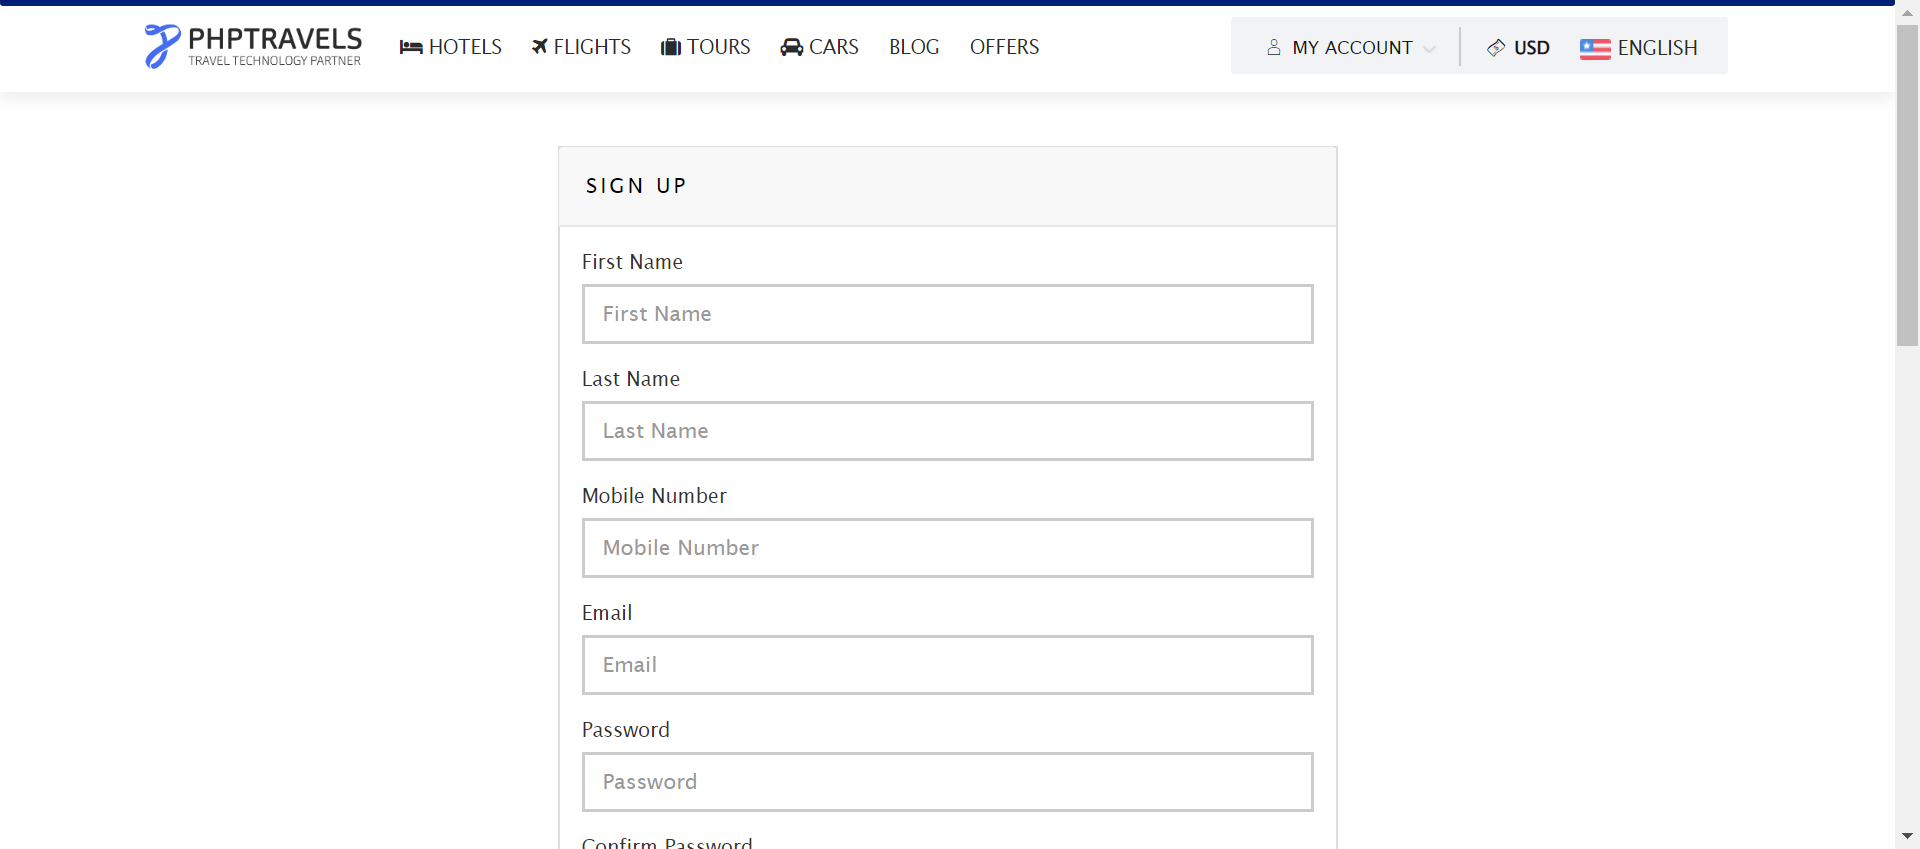 PHPTRAVELS
TRAVEL TECHNOLOGY PARTNER
HOTELS FLIGHTS TOURS CARS BLOG OFFERS
MY ACCOUNT USD ENGLISH
SIGN UP
First Name
First Name
Last Name
Last Name
Mobile Number
Mobile Number
Email
Email
Password
Password
Confirm Password